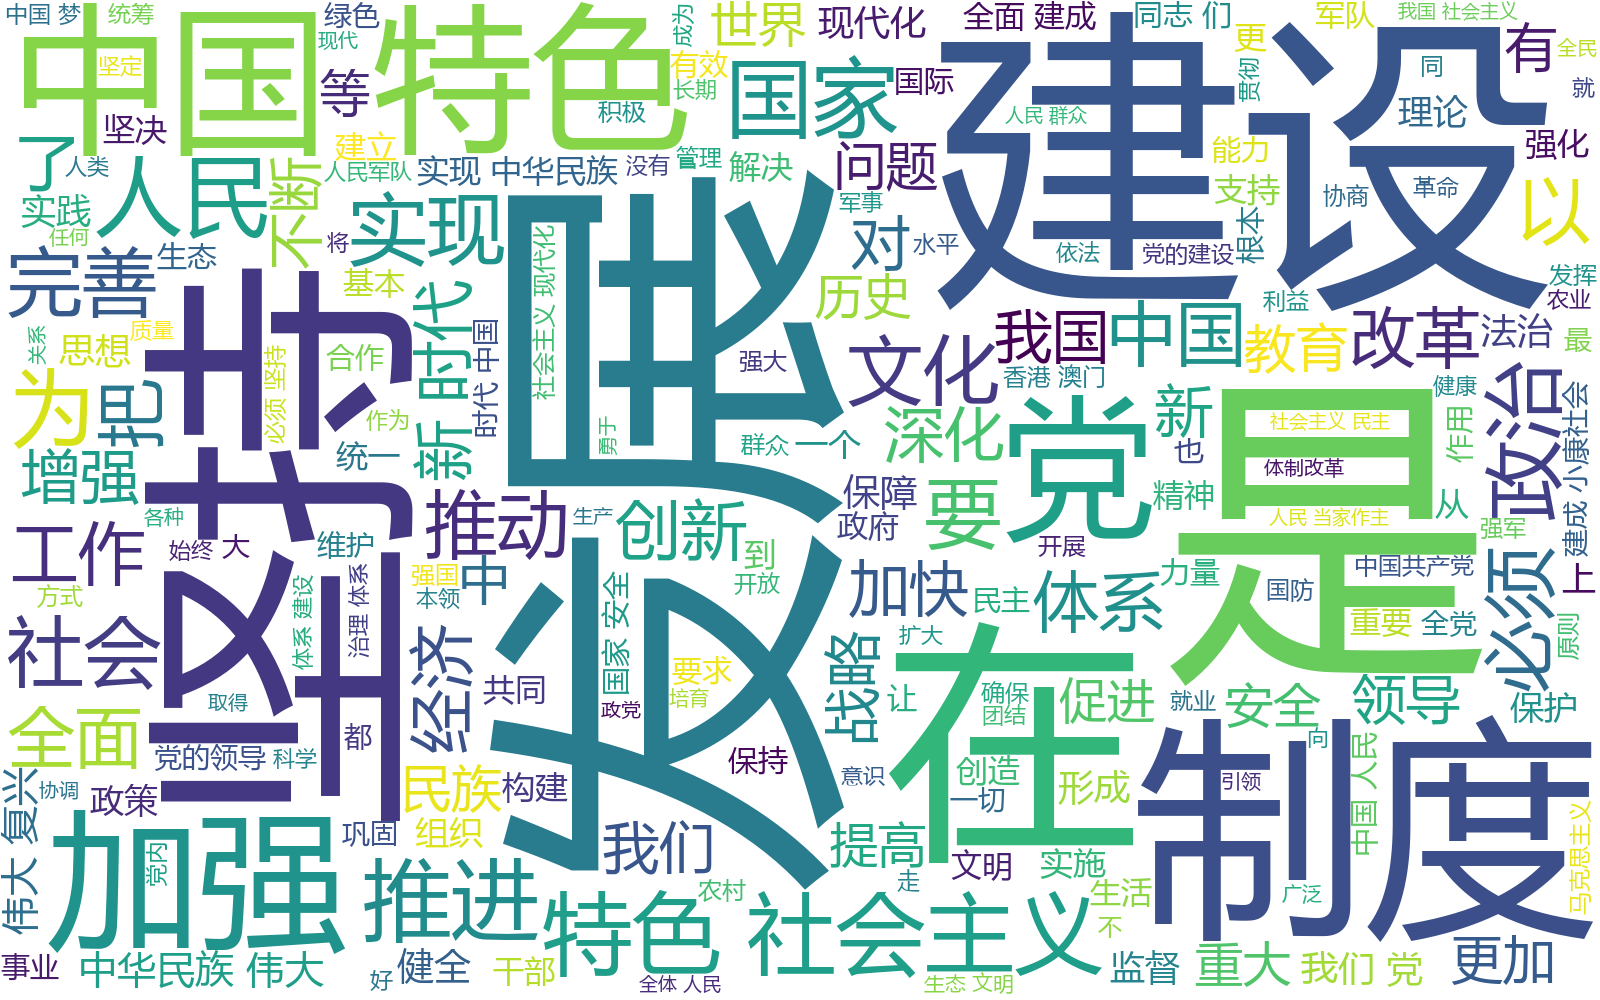 中国 梦
统筹
绿色
现代
中国特色
成为
世界
有效
长期
现代化
全面 建成
同志 们
军队
更
我国 社会主义
有
全民
就
坚定
等
积极
国家
国际
建设
贯彻
同
理论
强化
坚决
建立
人民 群众
了
人类
人民
不断
人民军队
实现 中华民族
没有
管理
解决
问题
能力
支持
协商
革命
以
实践
任何
将
实现
军事
对
水平
根本
依法
党的建设
完善
生态
基本
新 时代
时代 中国
社会主义 现代化
历史
利益
发挥
农业
关系
思想
质量
坚持
必须 坚持
合作
强大
文化
我国
中国
教育
改革
法治
最
为
把
作为
勇于
发展
香港 澳门
健康
政治
建成 小康社会
统一
群众
一个
深化
党
新
也
是
社会主义 民主
体制改革
作用
增强
各种
推动
生产
创新
保障
政府
要
精神
人民 当家作主
从
强军
工作
始终
大
维护
到
开放
开展
强国
本领
中
加快
民主
体系
力量
国防
中国共产党
必须
上
方式
体系 建设
治理 体系
国家 安全
扩大
重要
全党
原则
社会
要求
培育
战略
让
在
确保
团结
促进
就业
安全
领导
保护
取得
经济
共同
政党
全面
都
党的领导
科学
保持
意识
创造
一切
形成
向
制度
引领
中国 人民
马克思主义
伟大 复兴
协调
政策
民族
构建
组织
巩固
我们
提高
文明
实施
加强
党内
推进
农村
走
生活
不
广泛
事业
中华民族 伟大
好
健全
干部
特色
全体 人民
社会主义
生态 文明
监督
重大
我们 党
更加